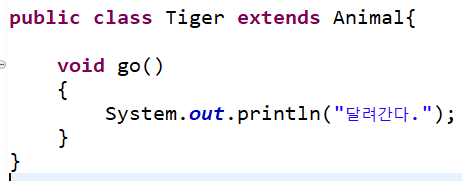 public class Tiger extends Animal{
void go()
{
System.out.println("달려간다.");
}
}